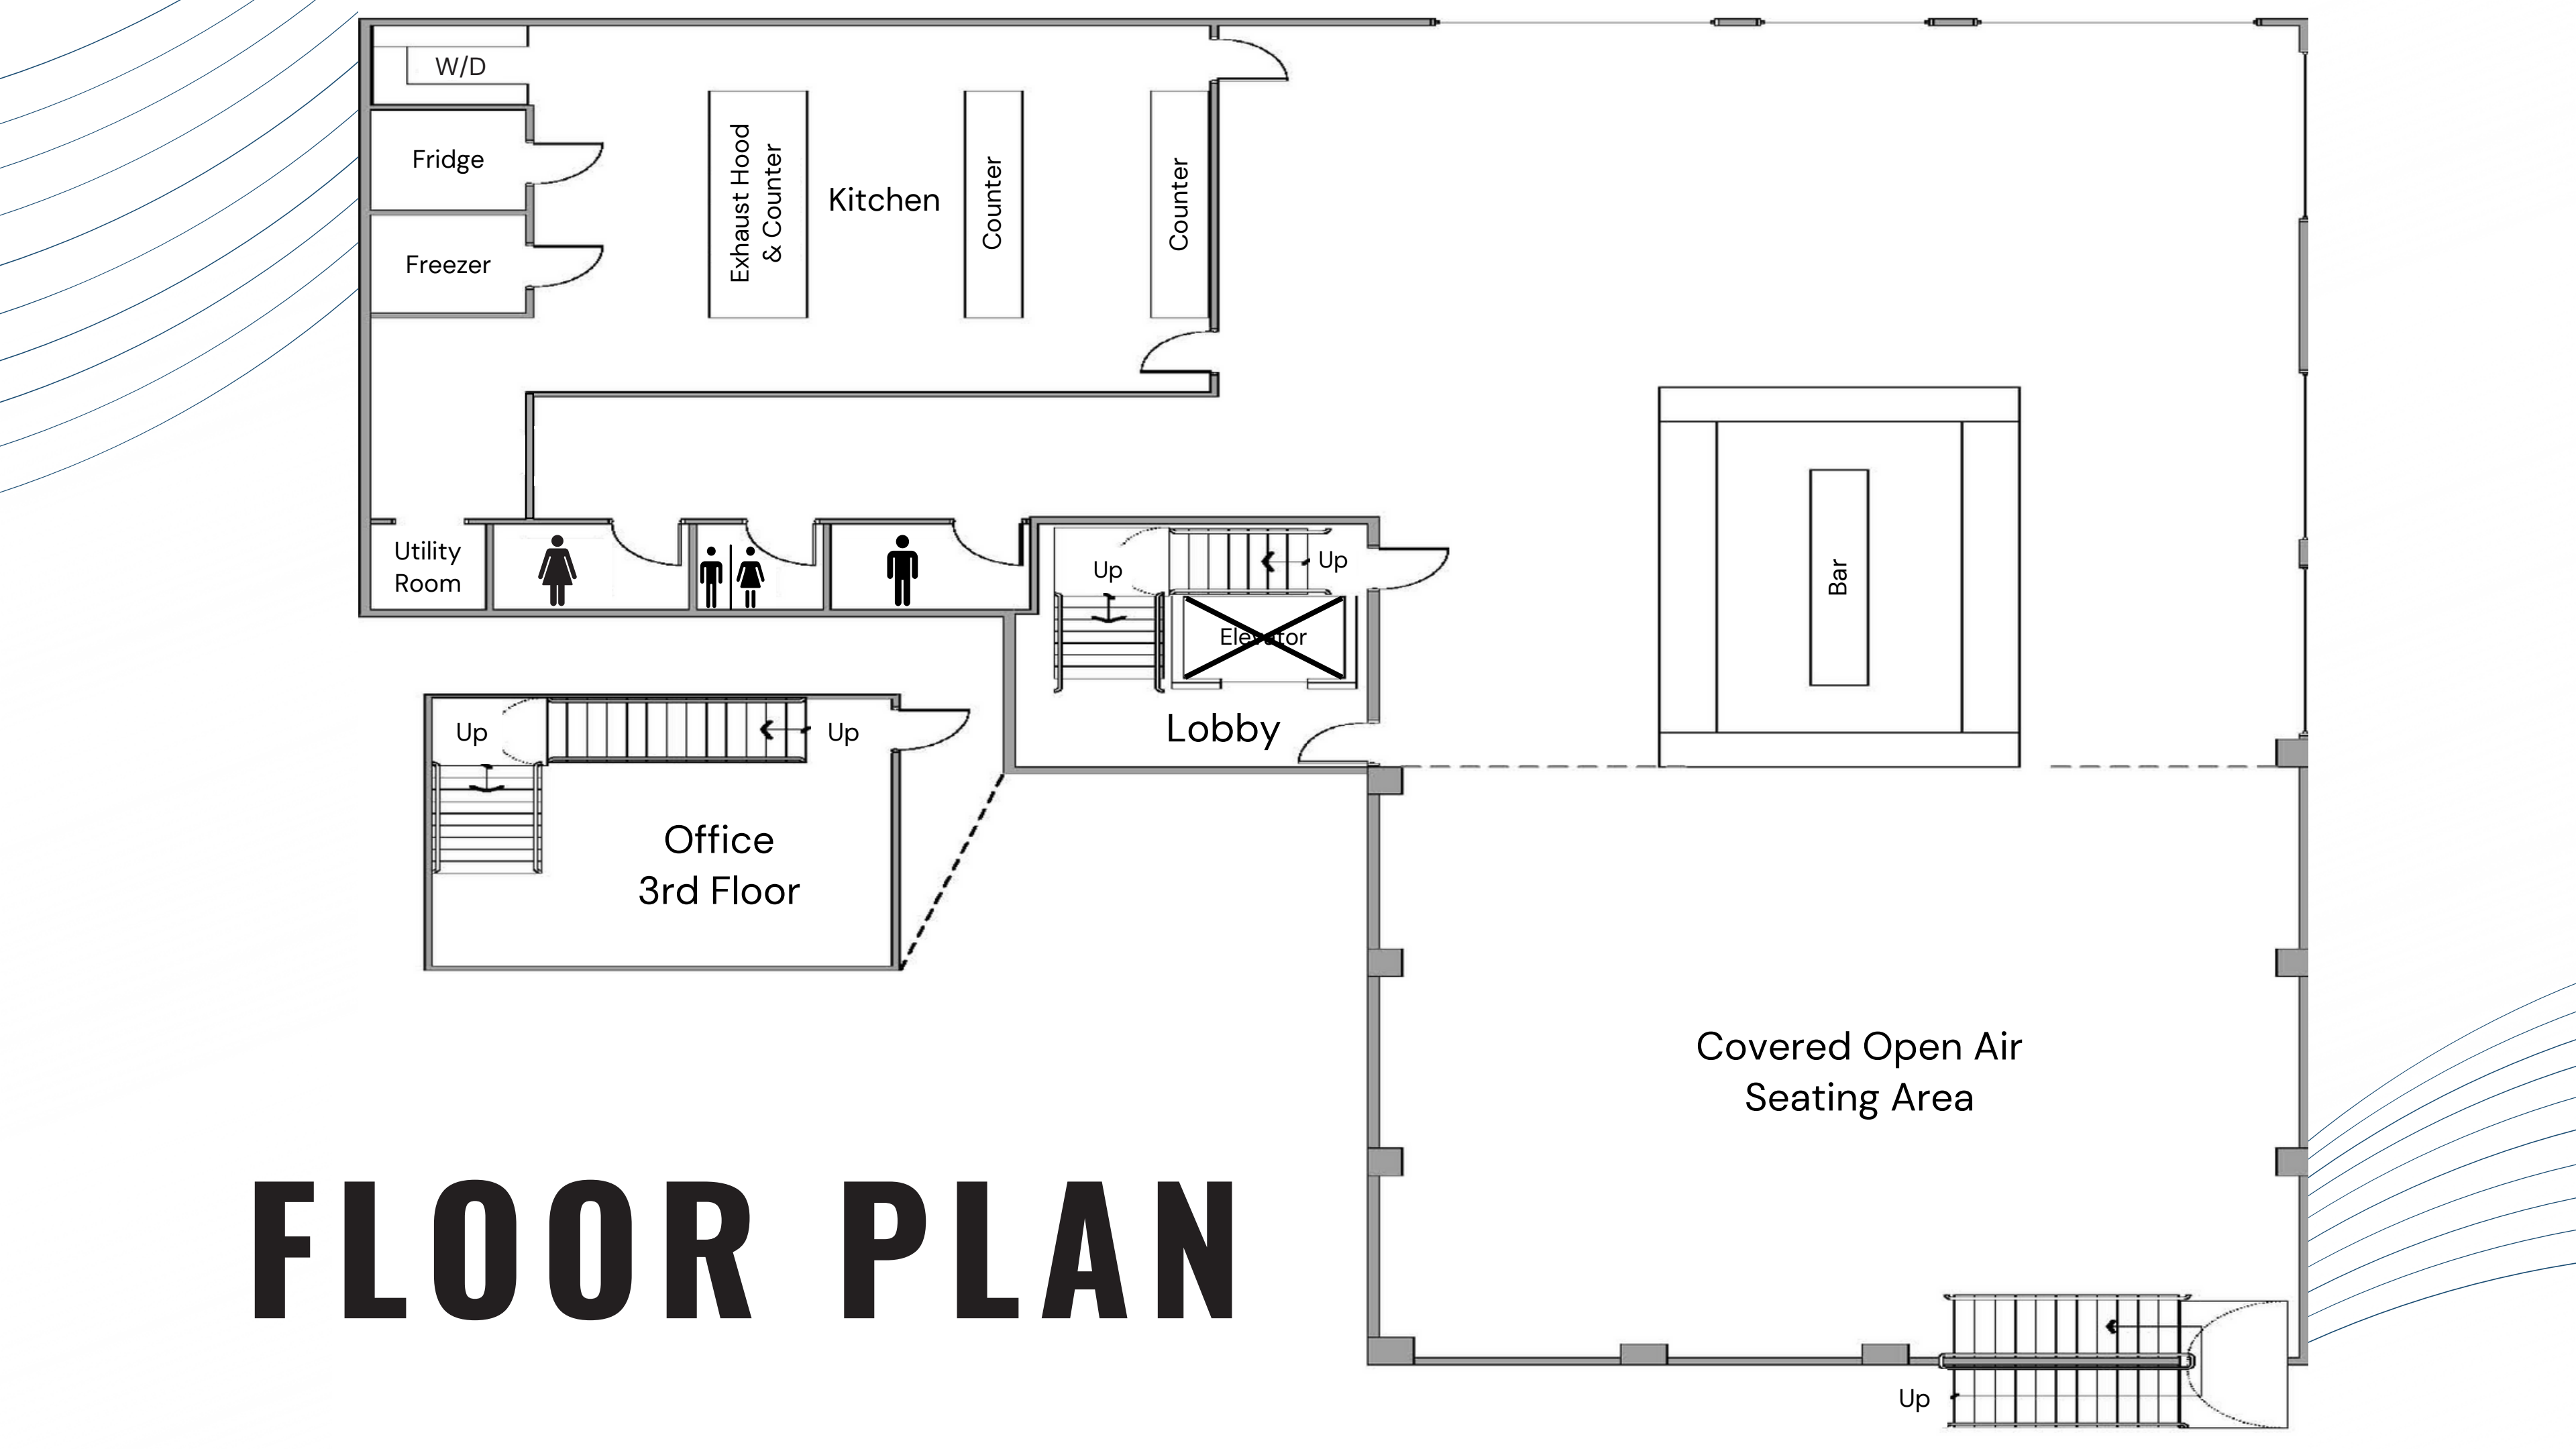 W/D
Fridge
Freezer
Exhaust Hood
& Counter
Kitchen
Counter
Counter
Utility
Room
Up
Up
Elevator
Lobby
Bar
Up
Up
Office
3rd Floor
Covered Open Air
Seating Area
Up
FLOOR PLAN